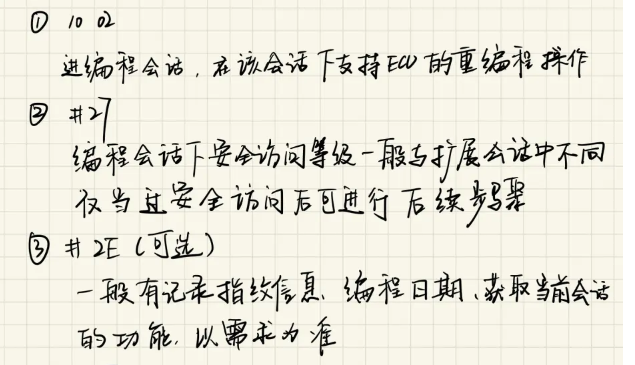 ① 10 02
进编程会话，在该会话下支持ECU的重编程操作
② #27
编程会话下安全访问等级一般与扩展会话中不同
仅当过安全访问后可进行后续步骤
③ #2E（可选）
一般有记录指纹信息、编程日期、获取当前会话
的功能，以需求为准